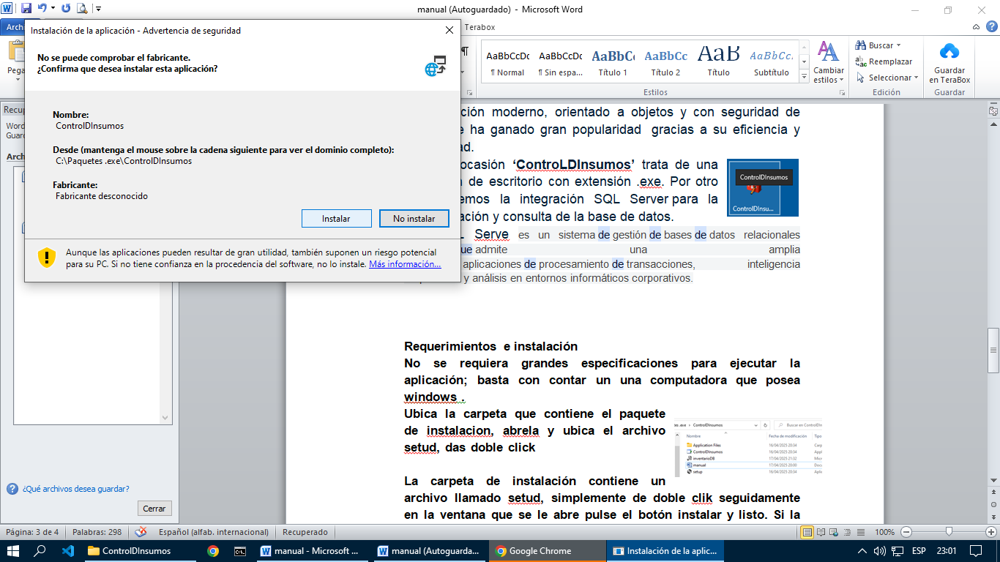 manual (Autoguardado) - Microsoft Word
Archi
Terabox
Pega
AaBbCcDc AaBbCcDc AaBbC AaBbCc AaB AaBbCc.
¶ Normal ¶ Sin espa... Título 1 Título 2 Título Subtítulo
Cambiar estilos
Buscar
Reemplazar
Seleccionar
Guardar
en TeraBox
Estilos Edición Guardar
Instalación de la aplicación - Advertencia de seguridad
No se puede comprobar el fabricante.
¿Confirma que desea instalar esta aplicación?
Nombre:
ControlDInsumos
Desde (mantenga el mouse sobre la cadena siguiente para ver el dominio completo):
C:\Paquetes .exe\ControlDInsumos
Fabricante:
Fabricante desconocido
Instalar No instalar
Aunque las aplicaciones pueden resultar de gran utilidad, también suponen un riesgo potencial
para su PC. Si no tiene confianza en la procedencia del software, no lo instale. Más información...
Recup
Word
Guar
Arch
¿Qué archivos desea guardar?
Cerrar
ción moderno, orientado a objetos y con seguridad de
e ha ganado gran popularidad gracias a su eficiencia y
ad.
ocasión ‘ControLDInsumos’ trata de una
n de escritorio con extensión .exe. Por otro
emos la integración SQL Server para la
ación y consulta de la base de datos.
ControlDInsumos
ControlDInsu...
L Serve es un sistema de gestión de bases de datos relacionales
ue admite una amplia
aplicaciones de procesamiento de transacciones, inteligencia
y análisis en entornos informáticos corporativos.
Requerimientos e instalación
No se requiera grandes especificaciones para ejecutar la
aplicación; basta con contar un una computadora que posea
windows .
Ubica la carpeta que contiene el paquete
de instalacion, abrela y ubica el archivo
setud, das doble click
es .exe › ControlDInsumos Buscar en ControlDI
Nombre Fecha de modificación Tipo
Application Files 16/04/2025 20:34 Carp
ControlDInsumos 16/04/2025 20:34 Apli
inventarioDB 17/04/2025 21:32 Micr
manual 17/04/2025 20:00 Docu
setup 16/04/2025 20:34 Aplic
La carpeta de instalación contiene un
archivo llamado setud, simplemente de doble clik seguidamente
en la ventana que se le abre pulse el botón instalar y listo. Si la
Página: 3 de 4 Palabras: 298 Español (alfab. internacional) Recuperado 100%
ControlDInsumos manual - Microsoft ... manual (Autoguarda... Google Chrome Instalación de la aplic... ESP 23:01